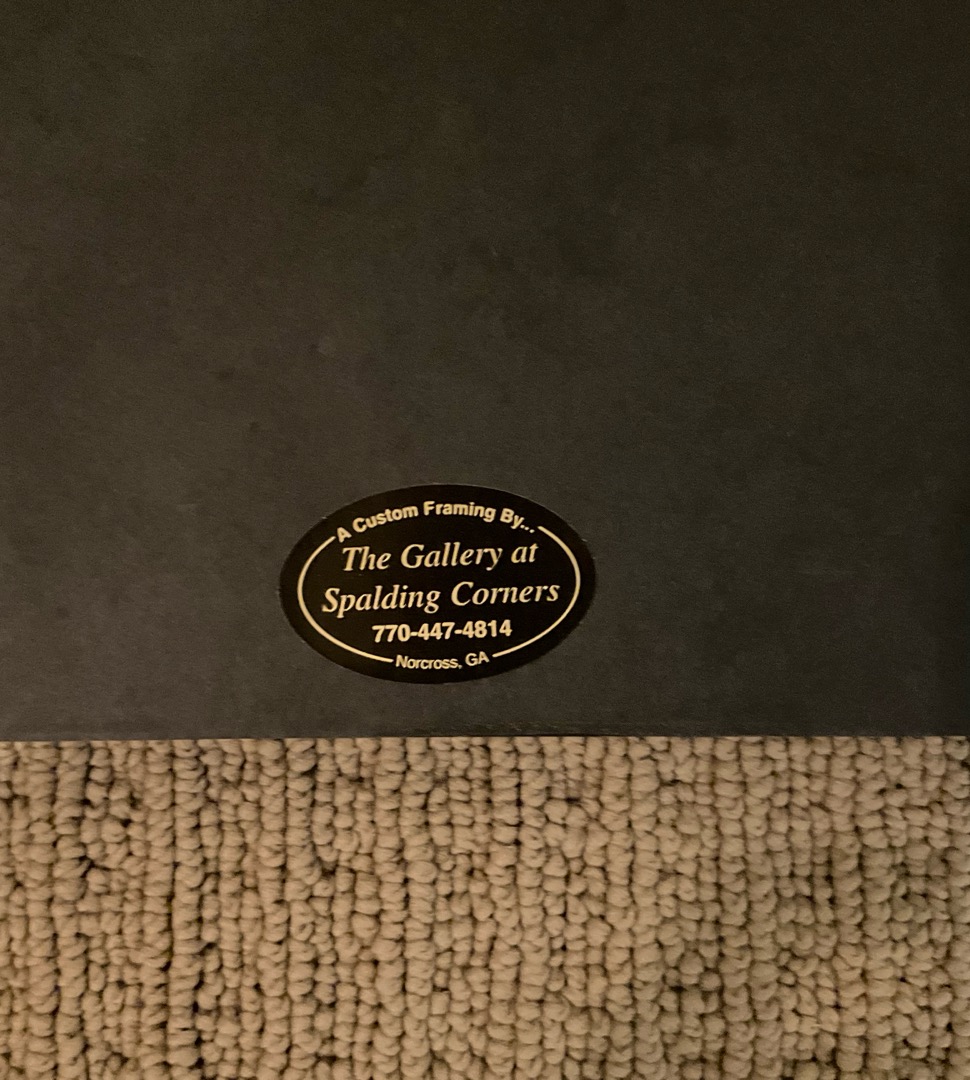 A Custom Framing By...
The Gallery at
Spalding Corners
770-447-4814
Norcross, GA